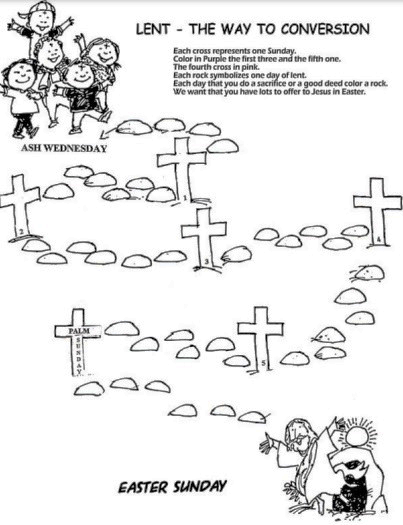 LENT - THE WAY TO CONVERSION
Each cross represents one Sunday.
Color in Purple the first three and the fifth one.
The fourth cross in pink.
Each rock symbolizes one day of lent.
Each day that you do a sacrifice or a good deed color a rock.
We want that you have lots to offer to Jesus in Easter.
ASH WEDNESDAY
1
2
3
4
5
PALM
SUNDAY
EASTER SUNDAY